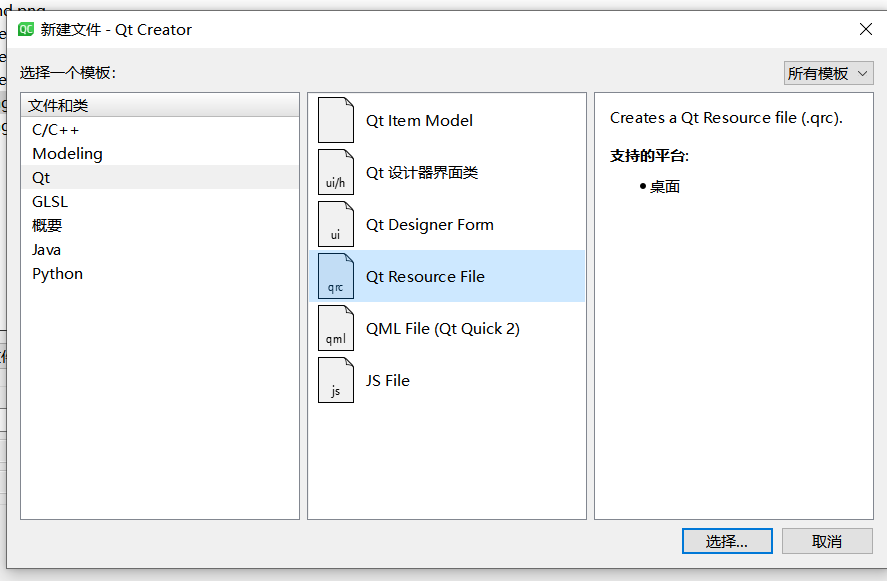 nd.png
新建文件 - Qt Creator
选择一个模板:
所有模板
文件和类
C/C++
Modeling
Qt
GLSL
概要
Java
Python
Qt Item Model
ui/h
Qt 设计器界面类
ui
Qt Designer Form
qrc
Qt Resource File
qml
QML File (Qt Quick 2)
js
JS File
Creates a Qt Resource file (.qrc).
支持的平台:
● 桌面
选择...
取消